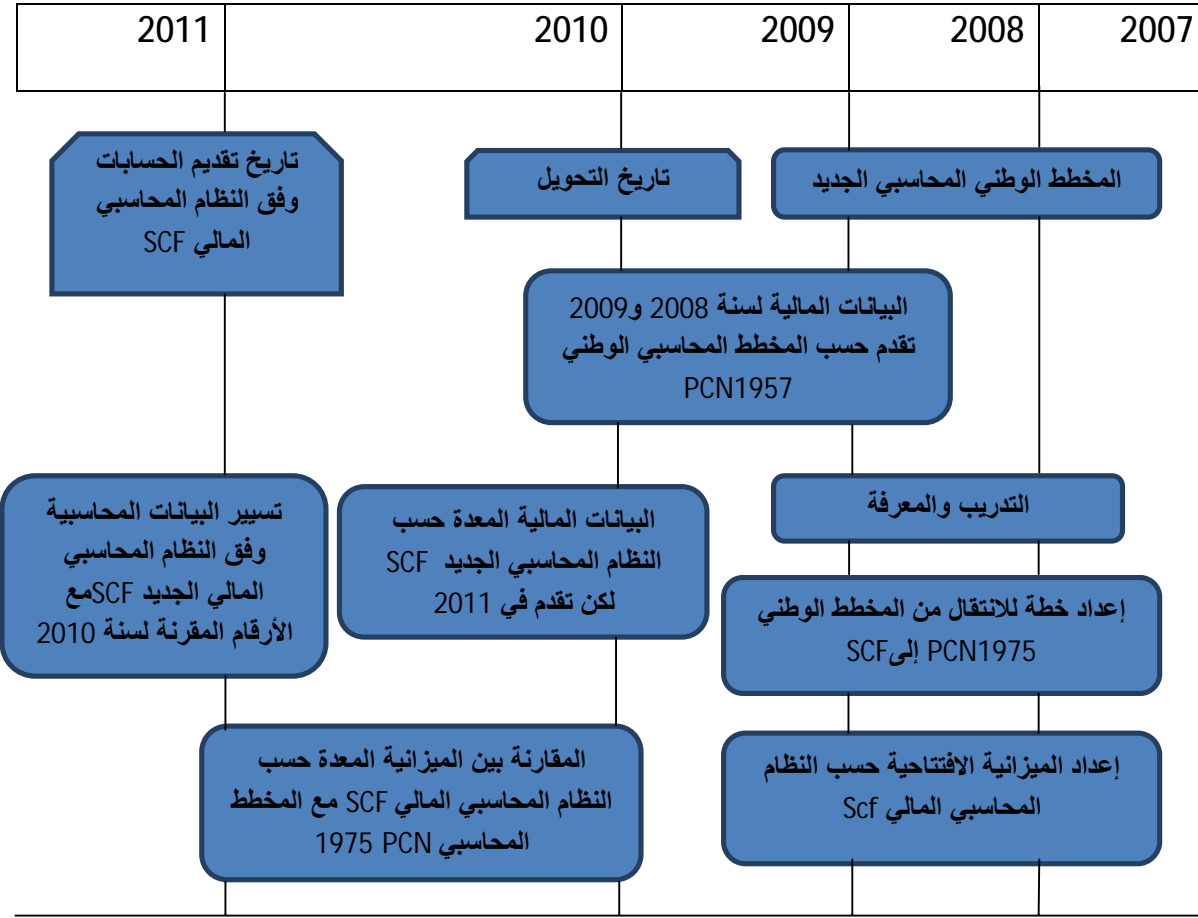 2007 2008 2009 2010 2011
المخطط الوطني المحاسبي الجديد
تاريخ التحويل
تاريخ تقديم الحسابات
وفق النظام المحاسبي
المالي SCF
البيانات المالية لسنة 2008 و2009
تقدم حسب المخطط المحاسبي الوطني
PCN1957
التدريب والمعرفة
البيانات المالية المعدة حسب
النظام المحاسبي الجديد SCF
لكن تقدم في 2011
تسيير البيانات المحاسبية
وفق النظام المحاسبي
المالي الجديد SCFمع
الأرقام المقرنة لسنة 2010
إعداد خطة للانتقال من المخطط الوطني
PCN1975 إلىSCF
إعداد الميزانية الافتتاحية حسب النظام
المحاسبي المالي Scf
المقارنة بين الميزانية المعدة حسب
النظام المحاسبي المالي SCF مع المخطط
المحاسبي PCN 1975